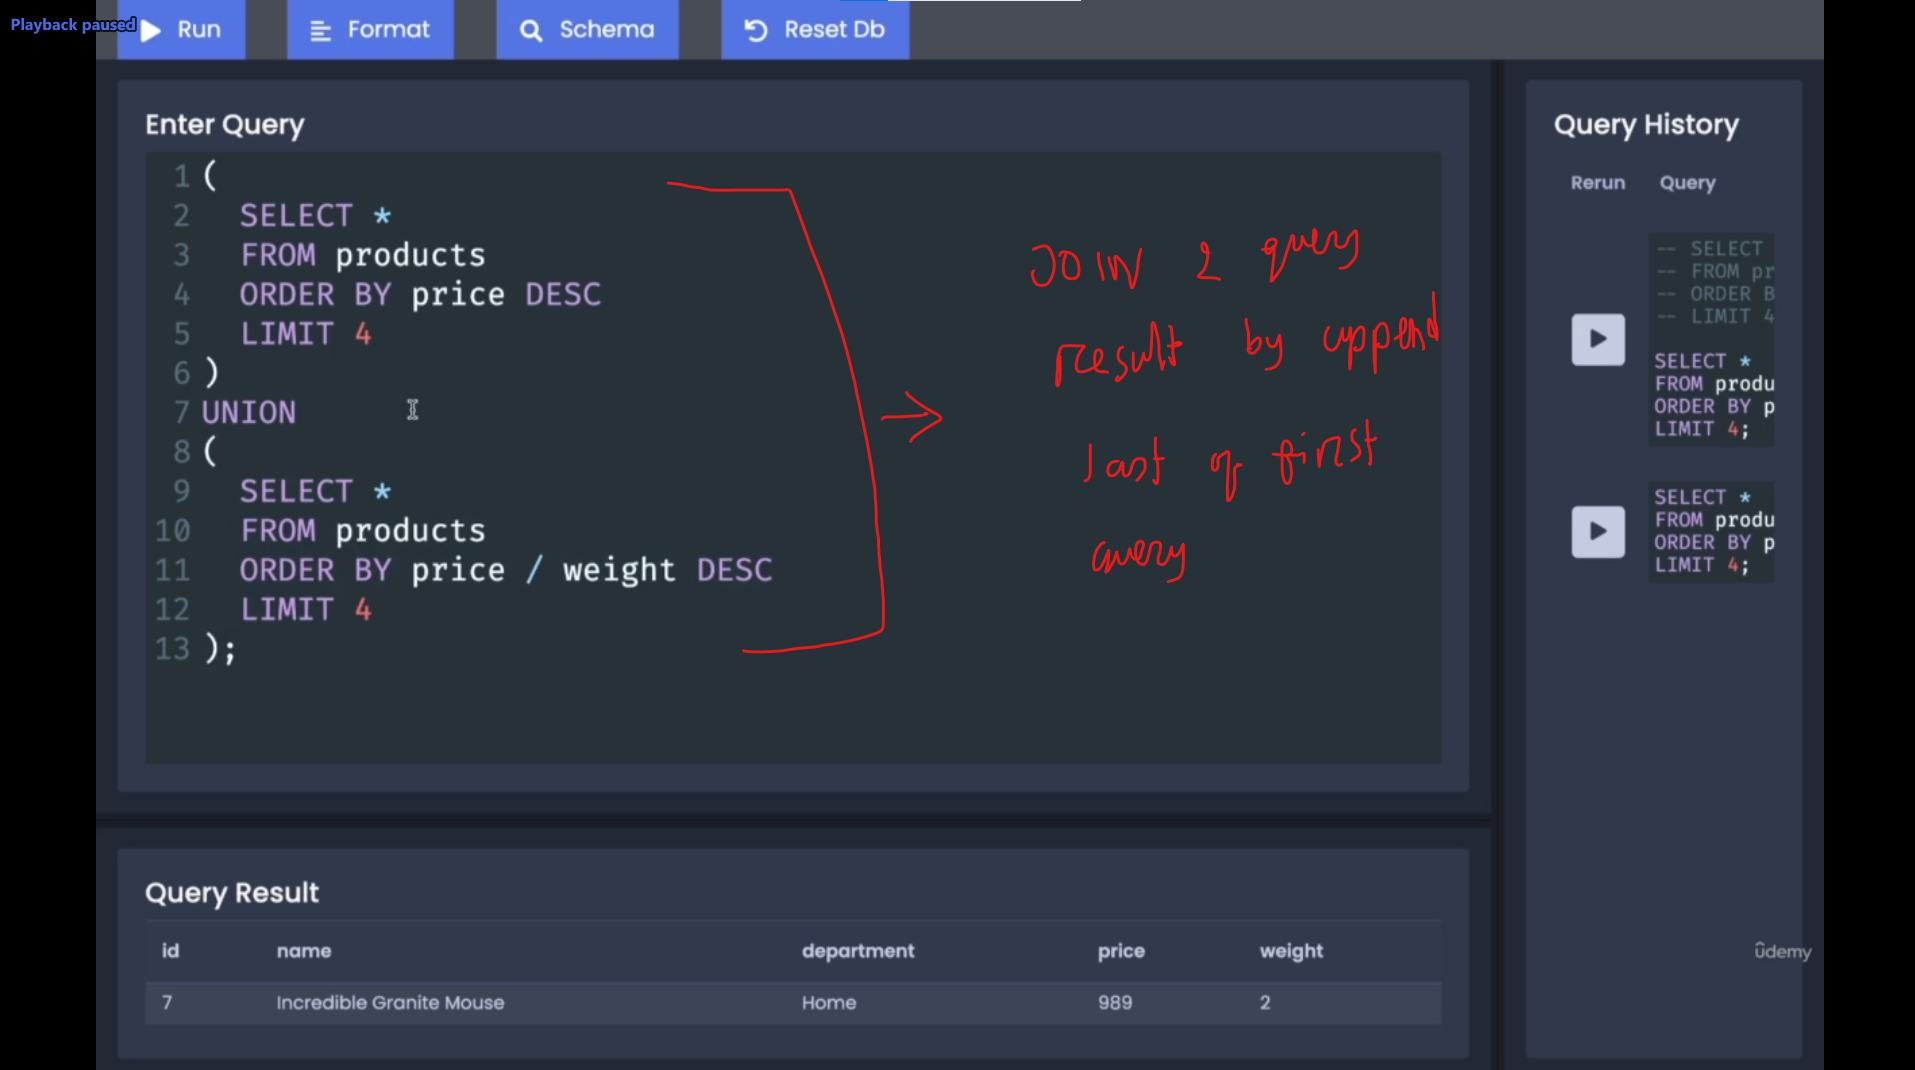 Playback paused
Run
Format
Schema
Reset Db
Enter Query
1 (
2 SELECT *
3 FROM products
4 ORDER BY price DESC
5 LIMIT 4
6 )
7 UNION
8 (
9 SELECT *
10 FROM products
11 ORDER BY price / weight DESC
12 LIMIT 4
13 );
JOIN 2 query
result by append
last of first
query
Query History
Rerun Query
-- SELECT
-- FROM pr
-- ORDER B
-- LIMIT 4
SELECT *
FROM produ
ORDER BY p
LIMIT 4;
SELECT *
FROM produ
ORDER BY p
LIMIT 4;
Query Result
id name department price weight
7 Incredible Granite Mouse Home 989 2
ûdemy